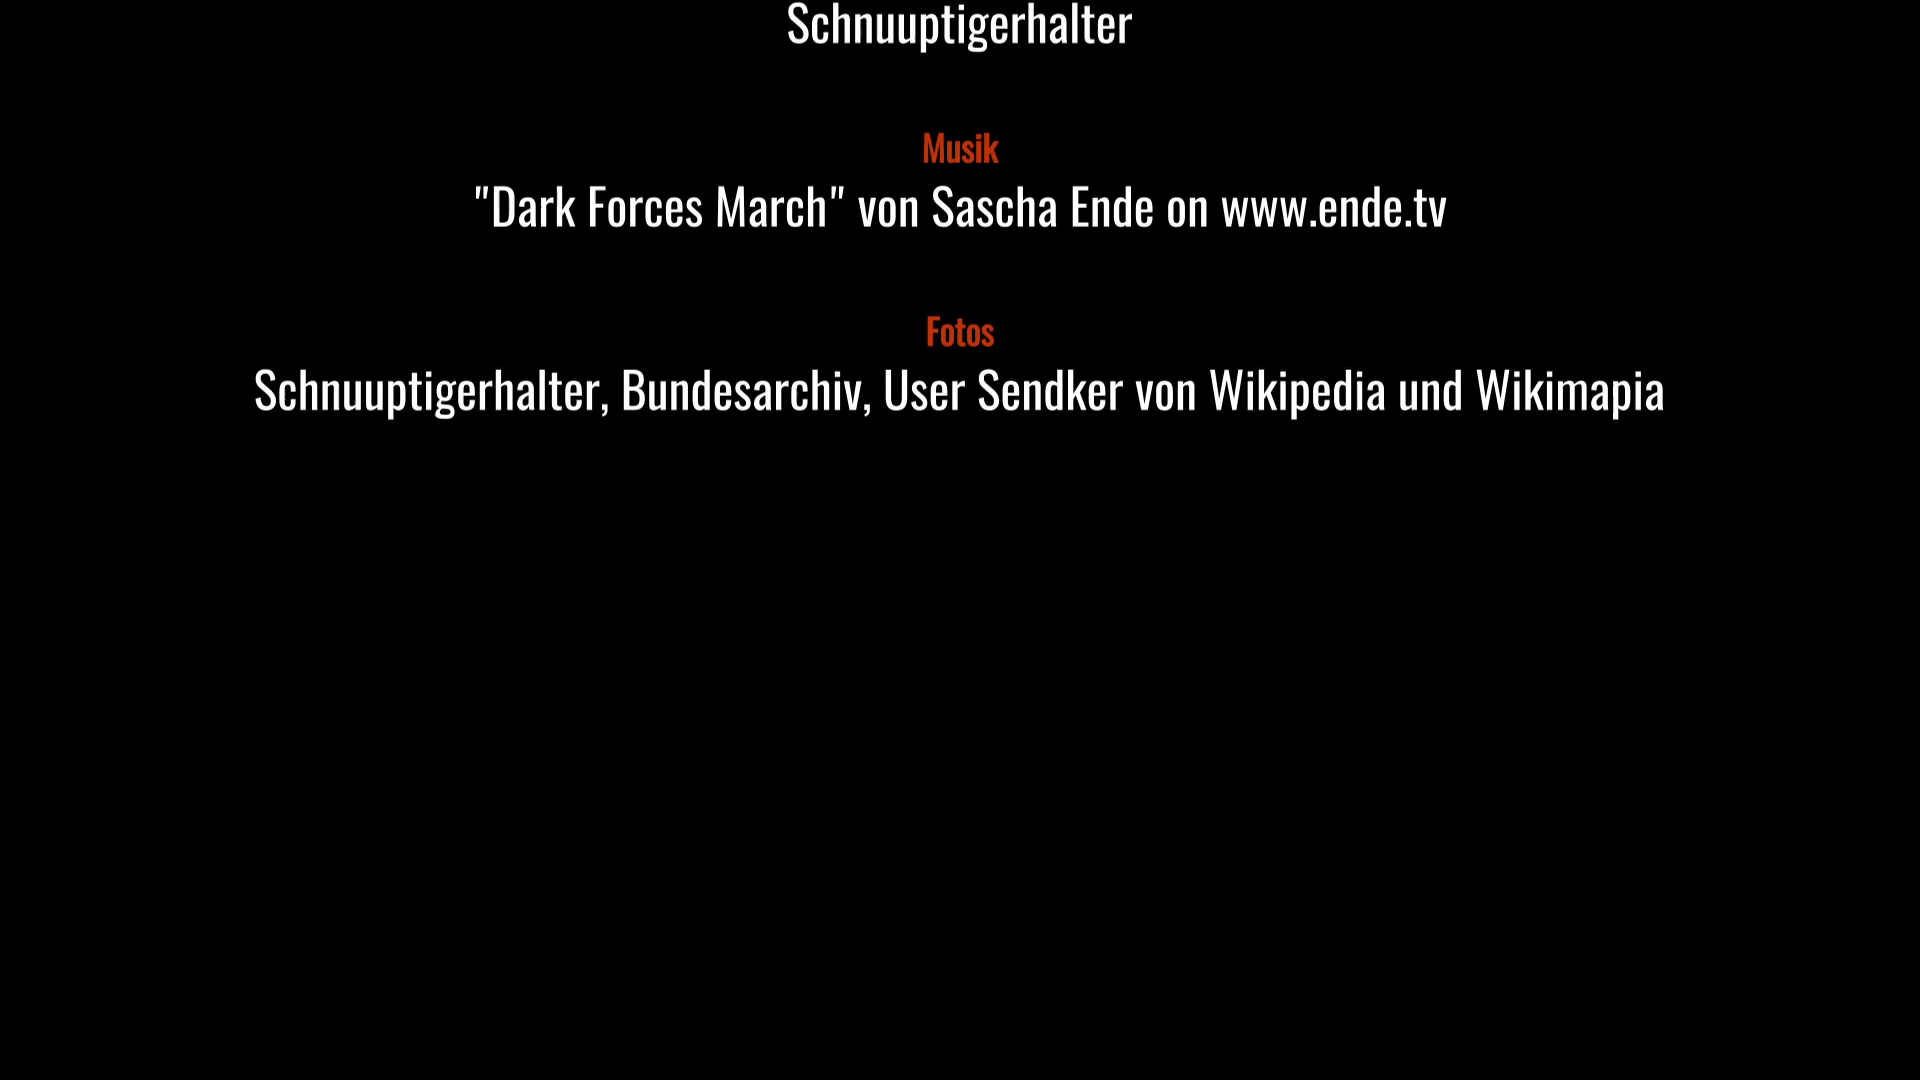 Schnuuptigerhalter
Musik
"Dark Forces March" von Sascha Ende on www.ende.tv
Fotos
Schnuuptigerhalter, Bundesarchiv, User Sendker von Wikipedia und Wikimapia